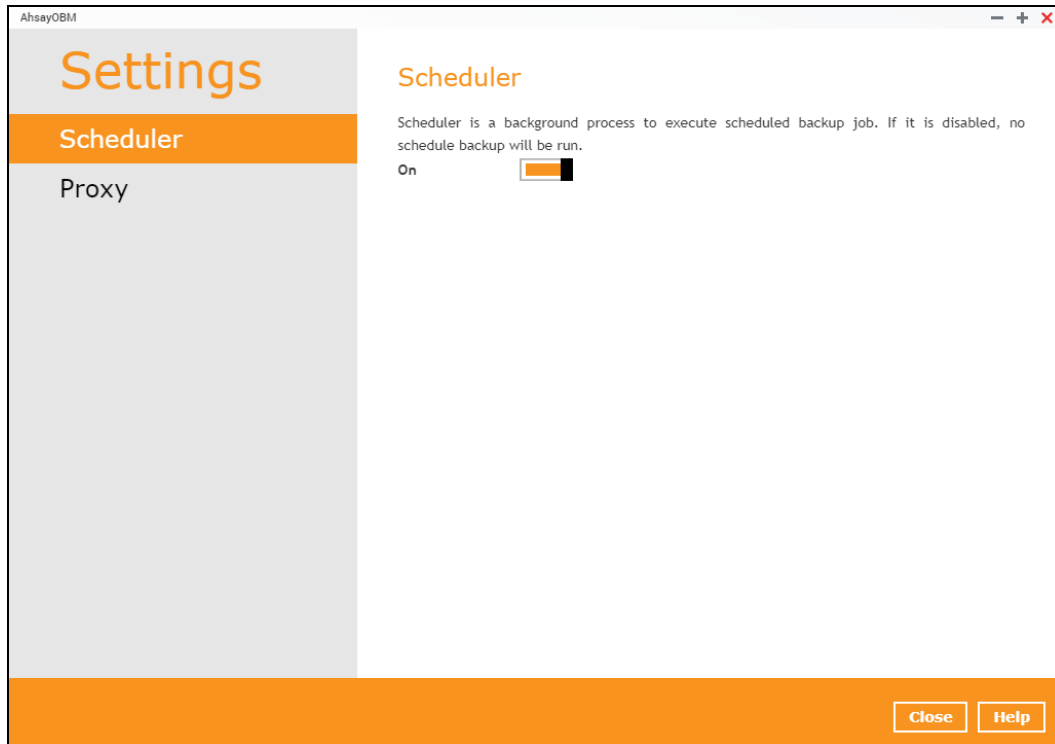 AhsayOBM
Settings
Scheduler
Proxy
Scheduler
Scheduler is a background process to execute scheduled backup job. If it is disabled, no
schedule backup will be run.
On
Close
Help